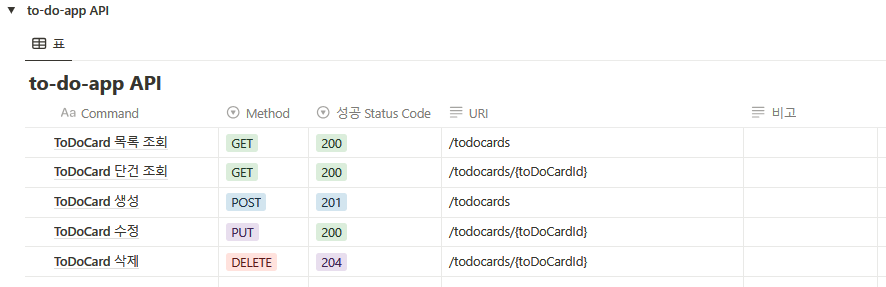 to-do-app API
표
to-do-app API
Aa Command Method 성공 Status Code URI 비고
ToDoCard 목록 조회 GET 200 /todocards
ToDoCard 단건 조회 GET 200 /todocards/{toDoCardId}
ToDoCard 생성 POST 201 /todocards
ToDoCard 수정 PUT 200 /todocards/{toDoCardId}
ToDoCard 삭제 DELETE 204 /todocards/{toDoCardId}